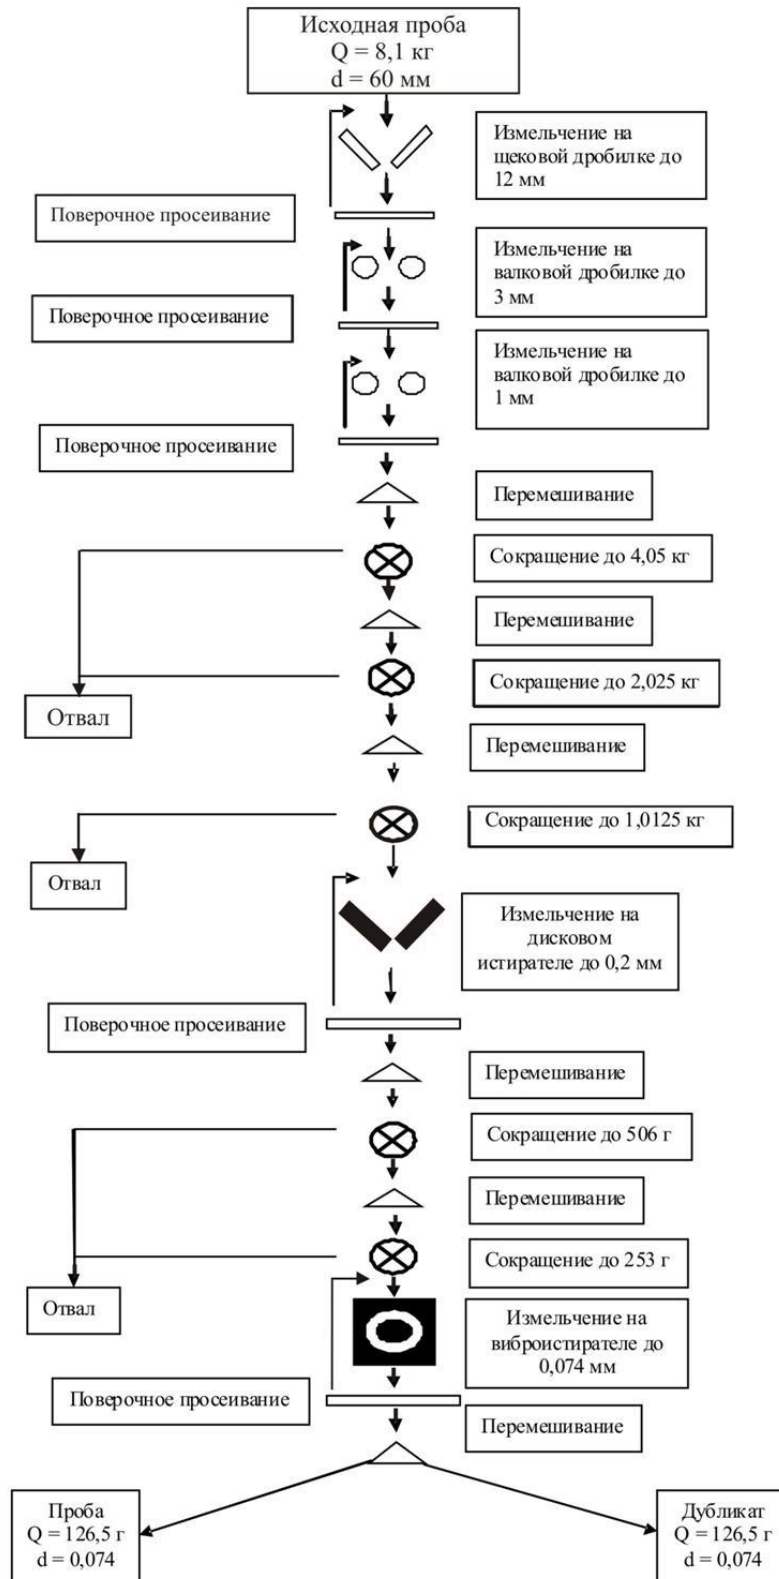 Исходная проба
Q = 8,1 кг
d = 60 мм
Измельчение на
щековой дробилке до
12 мм
Поверочное просеивание
Измельчение на
валковой дробилке до
3 мм
Поверочное просеивание
Измельчение на
валковой дробилке до
1 мм
Поверочное просеивание
Перемешивание
Сокращение до 4,05 кг
Перемешивание
Сокращение до 2,025 кг
Отвал
Перемешивание
Сокращение до 1,0125 кг
Отвал
Измельчение на
дисковом
истирателе до 0,2 мм
Поверочное просеивание
Перемешивание
Сокращение до 506 г
Перемешивание
Сокращение до 253 г
Отвал
Измельчение на
виброистирателе до
0,074 мм
Поверочное просеивание
Перемешивание
Проба
Q = 126,5 г
d = 0,074
Дубликат
Q = 126,5 г
d = 0,074